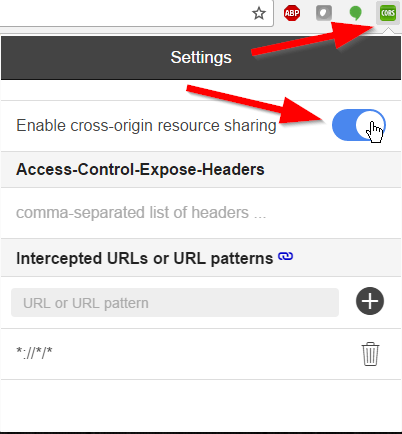 ABP
CORS
Settings
Enable cross-origin resource sharing
Access-Control-Expose-Headers
comma-separated list of headers ...
Intercepted URLs or URL patterns
URL or URL pattern
*://*/*